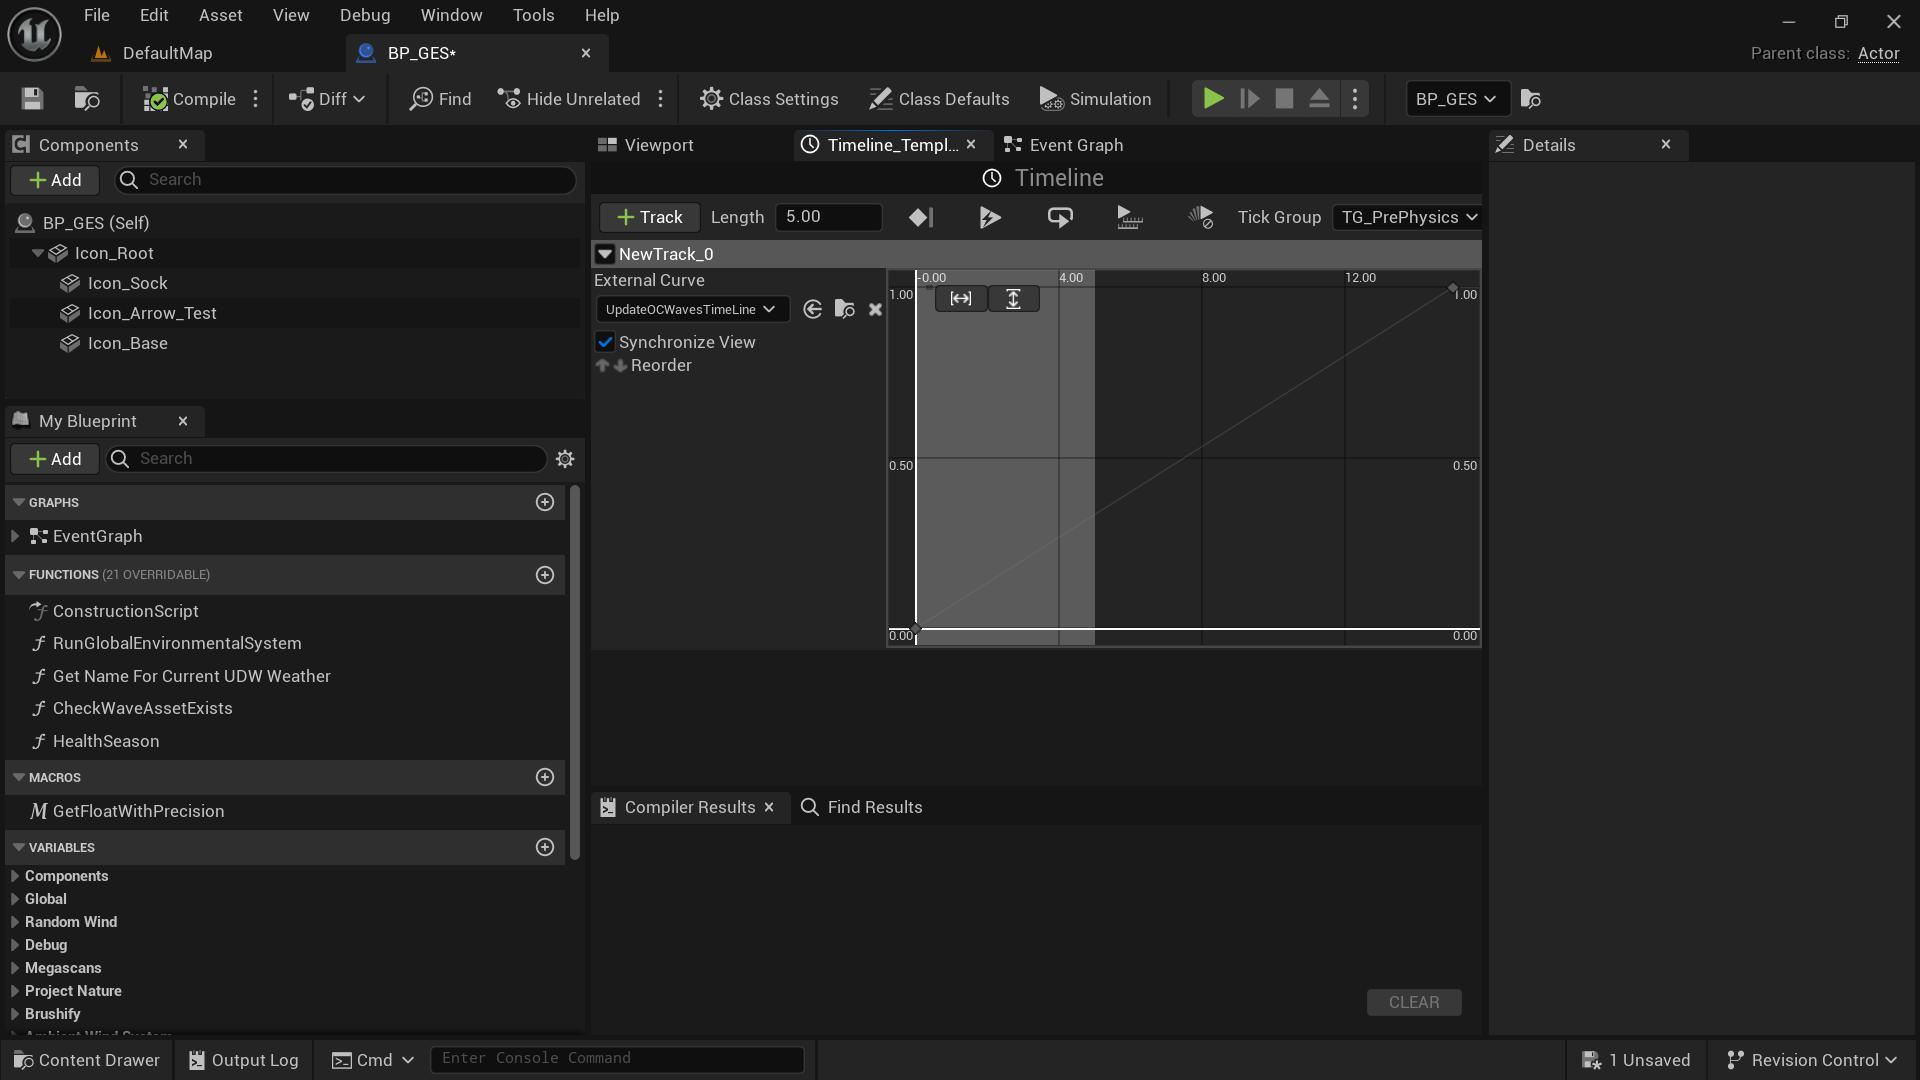 File Edit Asset View Debug Window Tools Help
DefaultMap
BP_GES*
Parent class: Actor
Compile
Diff
Find
Hide Unrelated
Class Settings
Class Defaults
Simulation
BP_GES
Components
Add
Search
BP_GES (Self)
Icon_Root
Icon_Sock
Icon_Arrow_Test
Icon_Base
My Blueprint
Add
Search
GRAPHS
EventGraph
FUNCTIONS (21 OVERRIDABLE)
ConstructionScript
RunGlobalEnvironmentalSystem
Get Name For Current UDW Weather
CheckWaveAssetExists
HealthSeason
MACROS
GetFloatWithPrecision
VARIABLES
Components
Global
Random Wind
Debug
Megascans
Project Nature
Brushify
Ambient Wind System
Viewport
Timeline_Templ...
Event Graph
Timeline
Track
Length 5.00
Tick Group TG_PrePhysics
NewTrack_0
External Curve
UpdateOCWavesTimeLine
Synchronize View
Reorder
-0.00 4.00 8.00 12.00
1.00 1.00
0.50 0.50
0.00 0.00
Compiler Results
Find Results
CLEAR
Details
Content Drawer
Output Log
Cmd
Enter Console Command
1 Unsaved
Revision Control